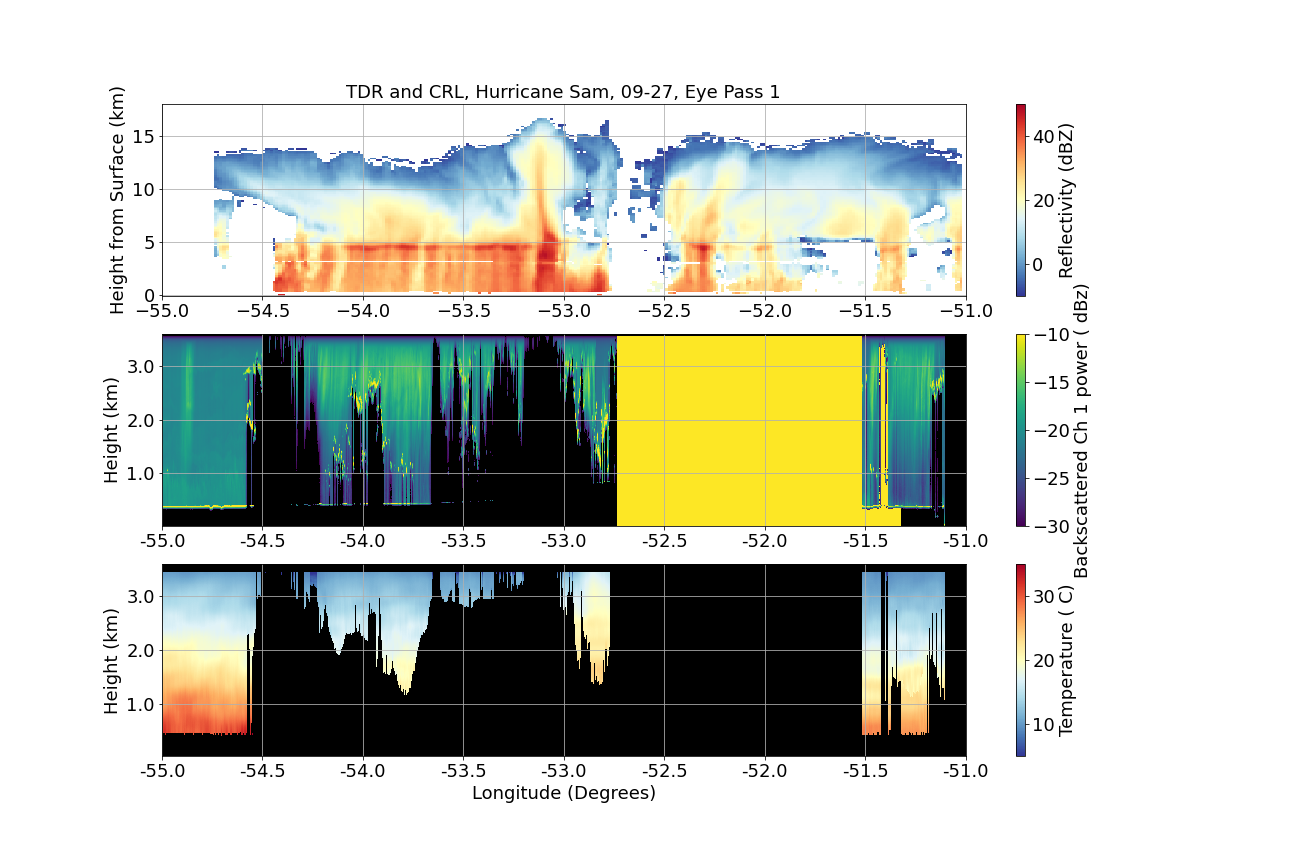 TDR and CRL, Hurricane Sam, 09-27, Eye Pass 1
Height from Surface (km)
15
10
5
0
−55.0 −54.5 −54.0 −53.5 −53.0 −52.5 −52.0 −51.5 −51.0
40
20
0
Reflectivity (dBZ)
Height (km)
3.0
2.0
1.0
-55.0 -54.5 -54.0 -53.5 -53.0 -52.5 -52.0 -51.5 -51.0
−10
−15
−20
−25
−30
Backscattered Ch 1 power ( dBz)
Height (km)
3.0
2.0
1.0
-55.0 -54.5 -54.0 -53.5 -53.0 -52.5 -52.0 -51.5 -51.0
Longitude (Degrees)
30
20
10
Temperature ( C)